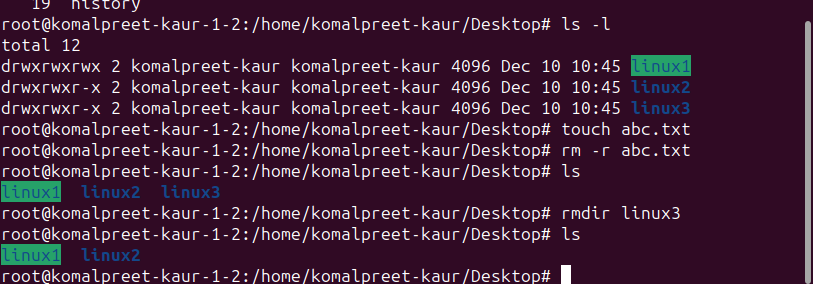 19 history
root@komalpreet-kaur-1-2:/home/komalpreet-kaur/Desktop# ls -l
total 12
drwxrwxrwx 2 komalpreet-kaur komalpreet-kaur 4096 Dec 10 10:45 linux1
drwxrwxr-x 2 komalpreet-kaur komalpreet-kaur 4096 Dec 10 10:45 linux2
drwxrwxr-x 2 komalpreet-kaur komalpreet-kaur 4096 Dec 10 10:45 linux3
root@komalpreet-kaur-1-2:/home/komalpreet-kaur/Desktop# touch abc.txt
root@komalpreet-kaur-1-2:/home/komalpreet-kaur/Desktop# rm -r abc.txt
root@komalpreet-kaur-1-2:/home/komalpreet-kaur/Desktop# ls
linux1 linux2 linux3
root@komalpreet-kaur-1-2:/home/komalpreet-kaur/Desktop# rmdir linux3
root@komalpreet-kaur-1-2:/home/komalpreet-kaur/Desktop# ls
linux1 linux2
root@komalpreet-kaur-1-2:/home/komalpreet-kaur/Desktop#